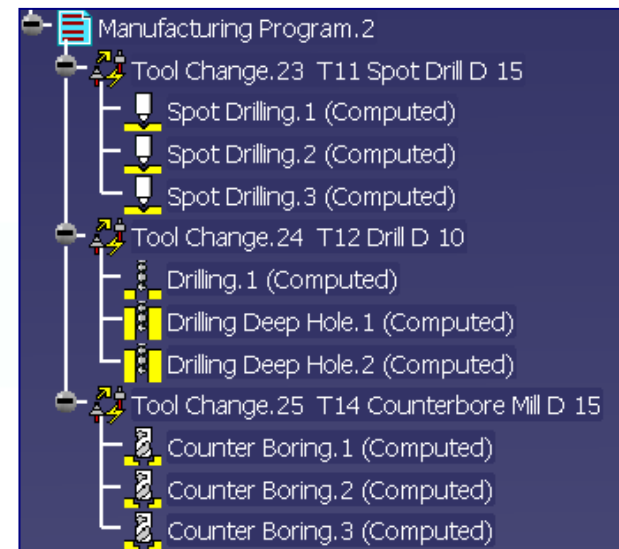 Manufacturing Program.2
Tool Change.23 T11 Spot Drill D 15
Spot Drilling.1 (Computed)
Spot Drilling.2 (Computed)
Spot Drilling.3 (Computed)
Tool Change.24 T12 Drill D 10
Drilling.1 (Computed)
Drilling Deep Hole.1 (Computed)
Drilling Deep Hole.2 (Computed)
Tool Change.25 T14 Counterbore Mill D 15
Counter Boring.1 (Computed)
Counter Boring.2 (Computed)
Counter Boring.3 (Computed)